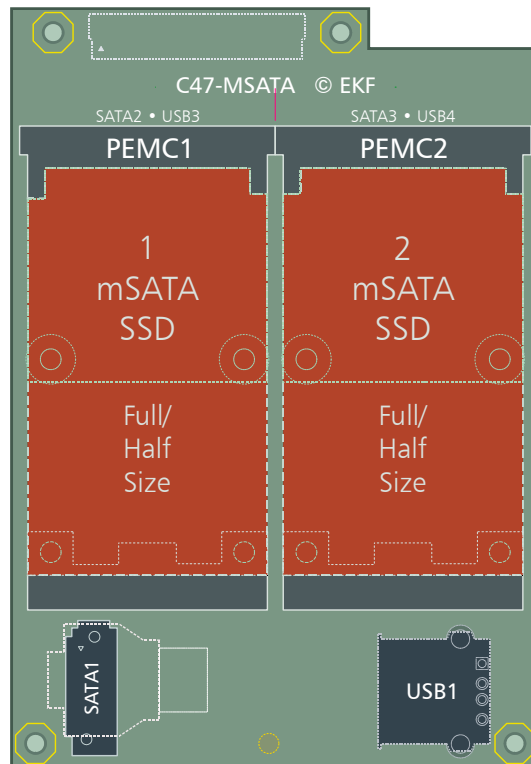 C47-MSATA © EKF
SATA2 • USB3
SATA3 • USB4
PEMC1
PEMC2
1
mSATA
SSD
2
mSATA
SSD
Full/
Half
Size
Full/
Half
Size
SATA1
USB1